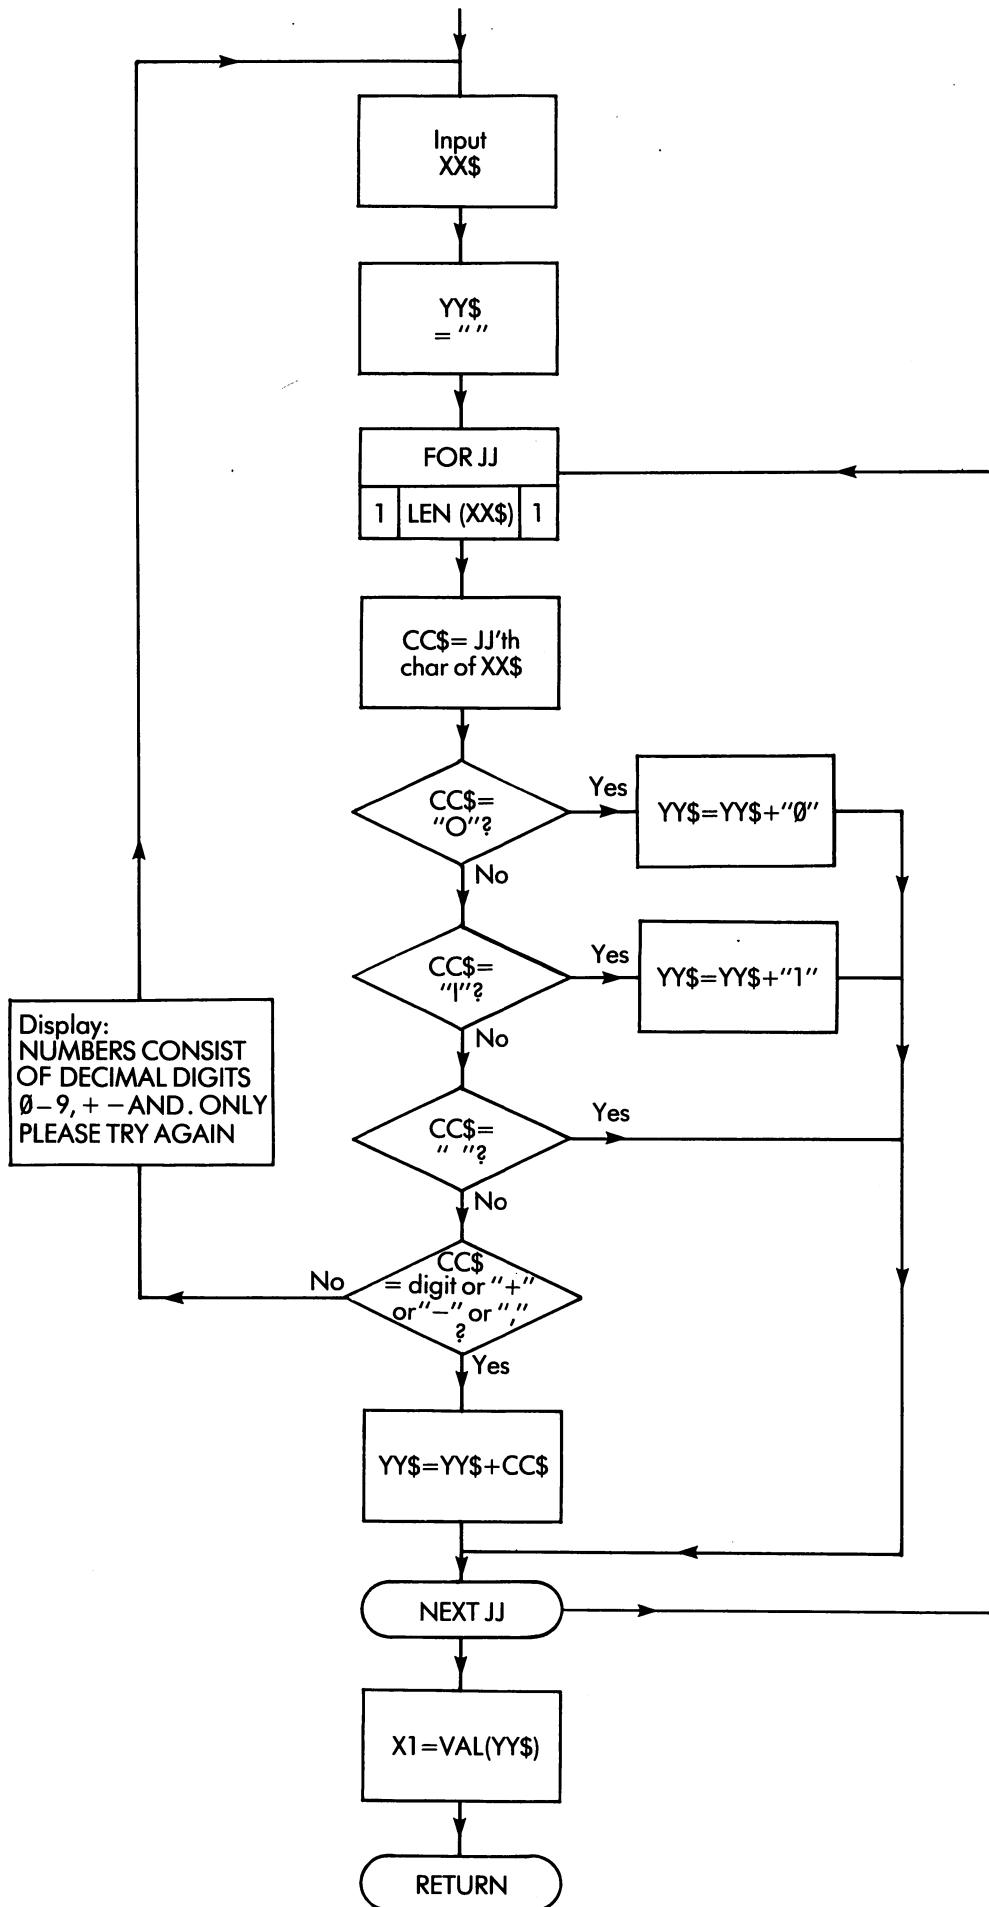 Input
XX$
YY$
= " "
FOR JJ
1 LEN (XX$) 1
CC$= JJ'th
char of XX$
CC$=
"O"?
Yes
YY$=YY$+"Ø"
No
CC$=
"I"?
Yes
YY$=YY$+"1"
No
CC$=
" "?
Yes
No
Display:
NUMBERS CONSIST
OF DECIMAL DIGITS
Ø–9, + – AND . ONLY
PLEASE TRY AGAIN
CC$
= digit or "+"
or "–" or ","
?
No
Yes
YY$=YY$+CC$
NEXT JJ
X1=VAL(YY$)
RETURN